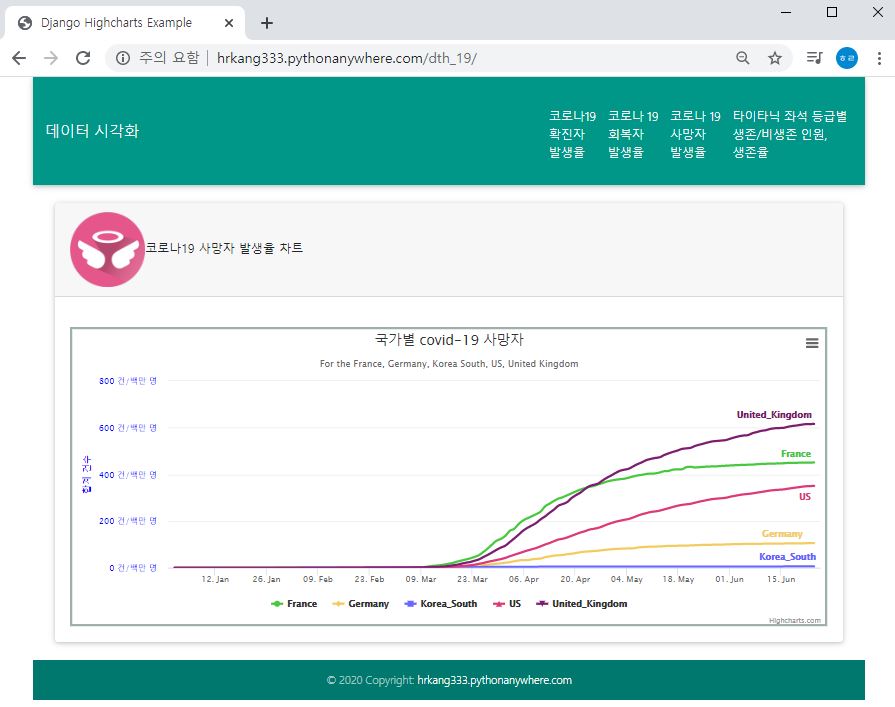 Django Highcharts Example
주의 요함 | hrkang333.pythonanywhere.com/dth_19/
데이터 시각화
코로나19 확진자 발생율
코로나 19 회복자 발생율
코로나 19 사망자 발생율
타이타닉 좌석 등급별 생존/비생존 인원, 생존율
코로나19 사망자 발생율 차트
국가별 covid-19 사망자
For the France, Germany, Korea South, US, United Kingdom
800 건/백만 명
600 건/백만 명
400 건/백만 명
200 건/백만 명
0 건/백만 명
United_Kingdom
France
US
Germany
Korea_South
12. Jan 26. Jan 09. Feb 23. Feb 09. Mar 23. Mar 06. Apr 20. Apr 04. May 18. May 01. Jun 15. Jun
France Germany Korea_South US United_Kingdom
Highcharts.com
© 2020 Copyright: hrkang333.pythonanywhere.com